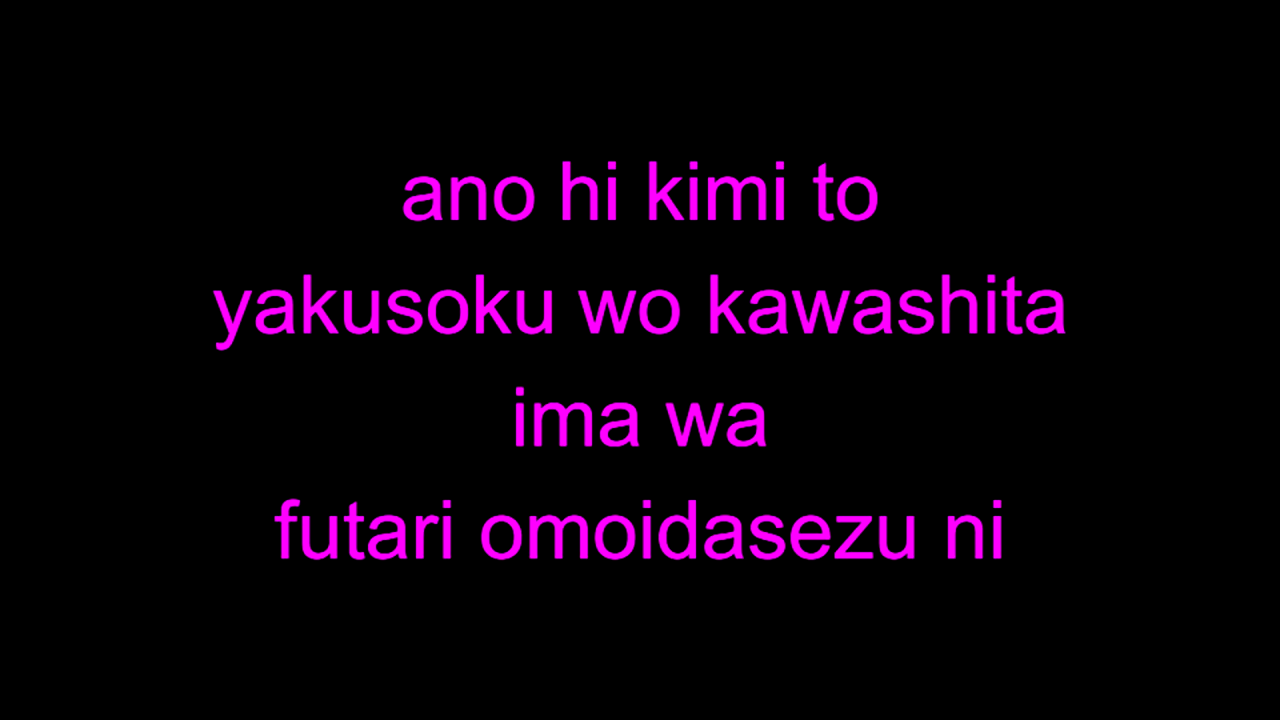 ano hi kimi to
yakusoku wo kawashita
ima wa
futari omoidasezu ni